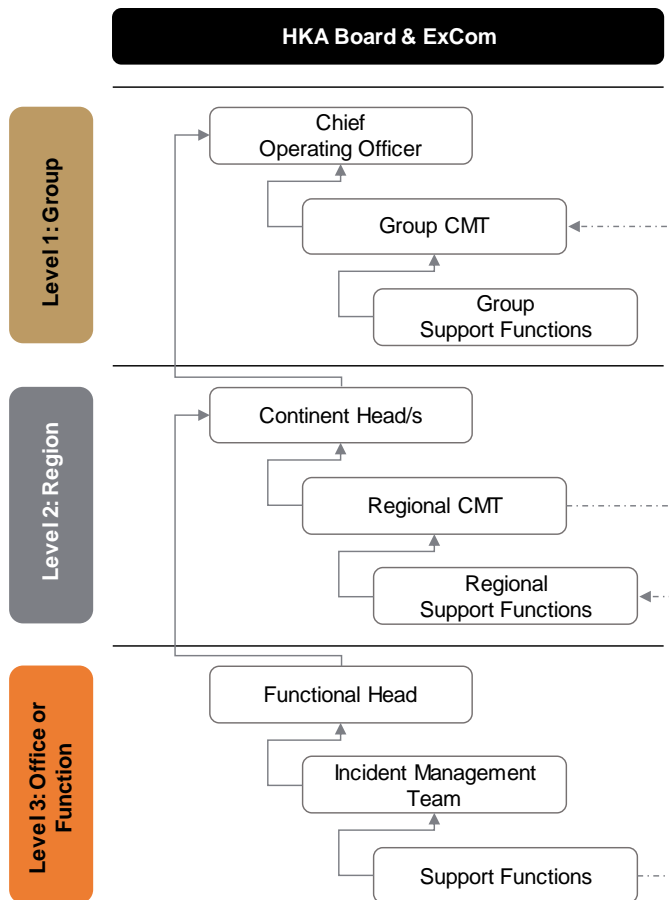 HKA Board & ExCom
Level 1: Group
Chief
Operating Officer
Group CMT
Group
Support Functions
Level 2: Region
Continent Head/s
Regional CMT
Regional
Support Functions
Level 3: Office or
Function
Functional Head
Incident Management
Team
Support Functions